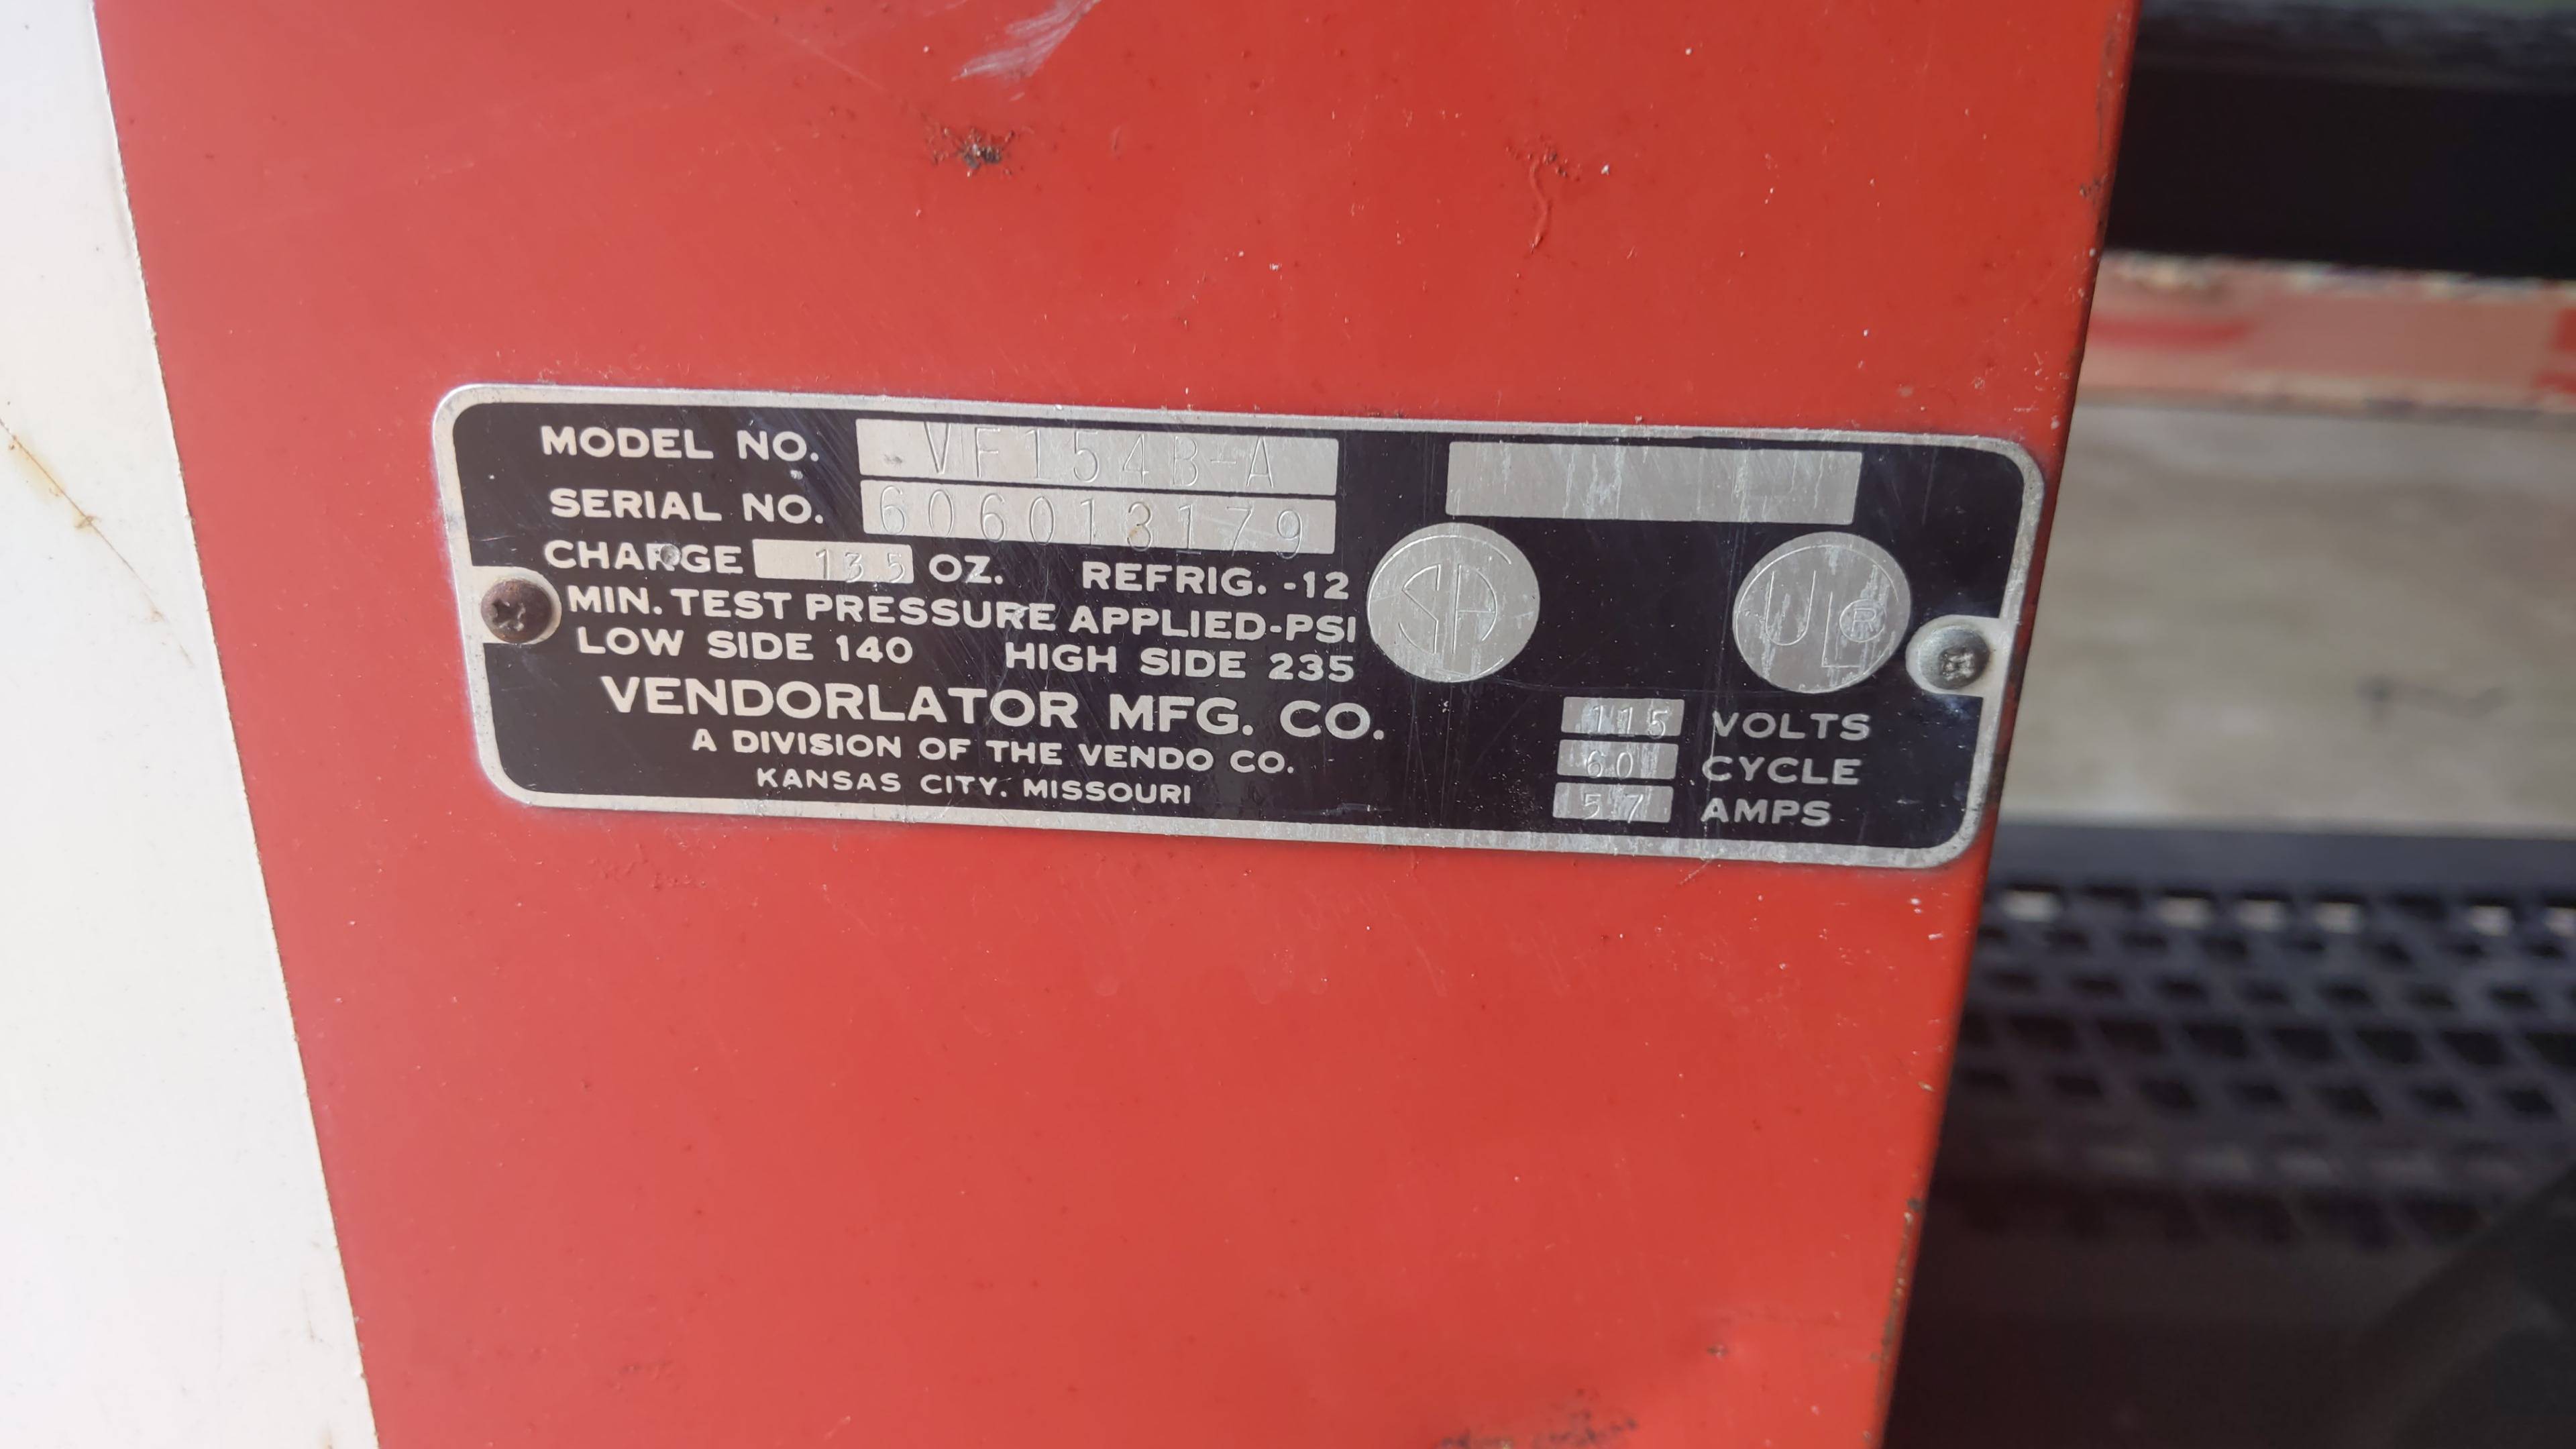 MODEL NO. VF154B-A
SERIAL NO. 606013179
CHARGE 13.5 OZ. REFRIG. -12
MIN. TEST PRESSURE APPLIED-PSI
LOW SIDE 140 HIGH SIDE 235
VENDORLATOR MFG. CO.
A DIVISION OF THE VENDO CO.
KANSAS CITY, MISSOURI
SA
UL ®
115 VOLTS
60 CYCLE
5.7 AMPS